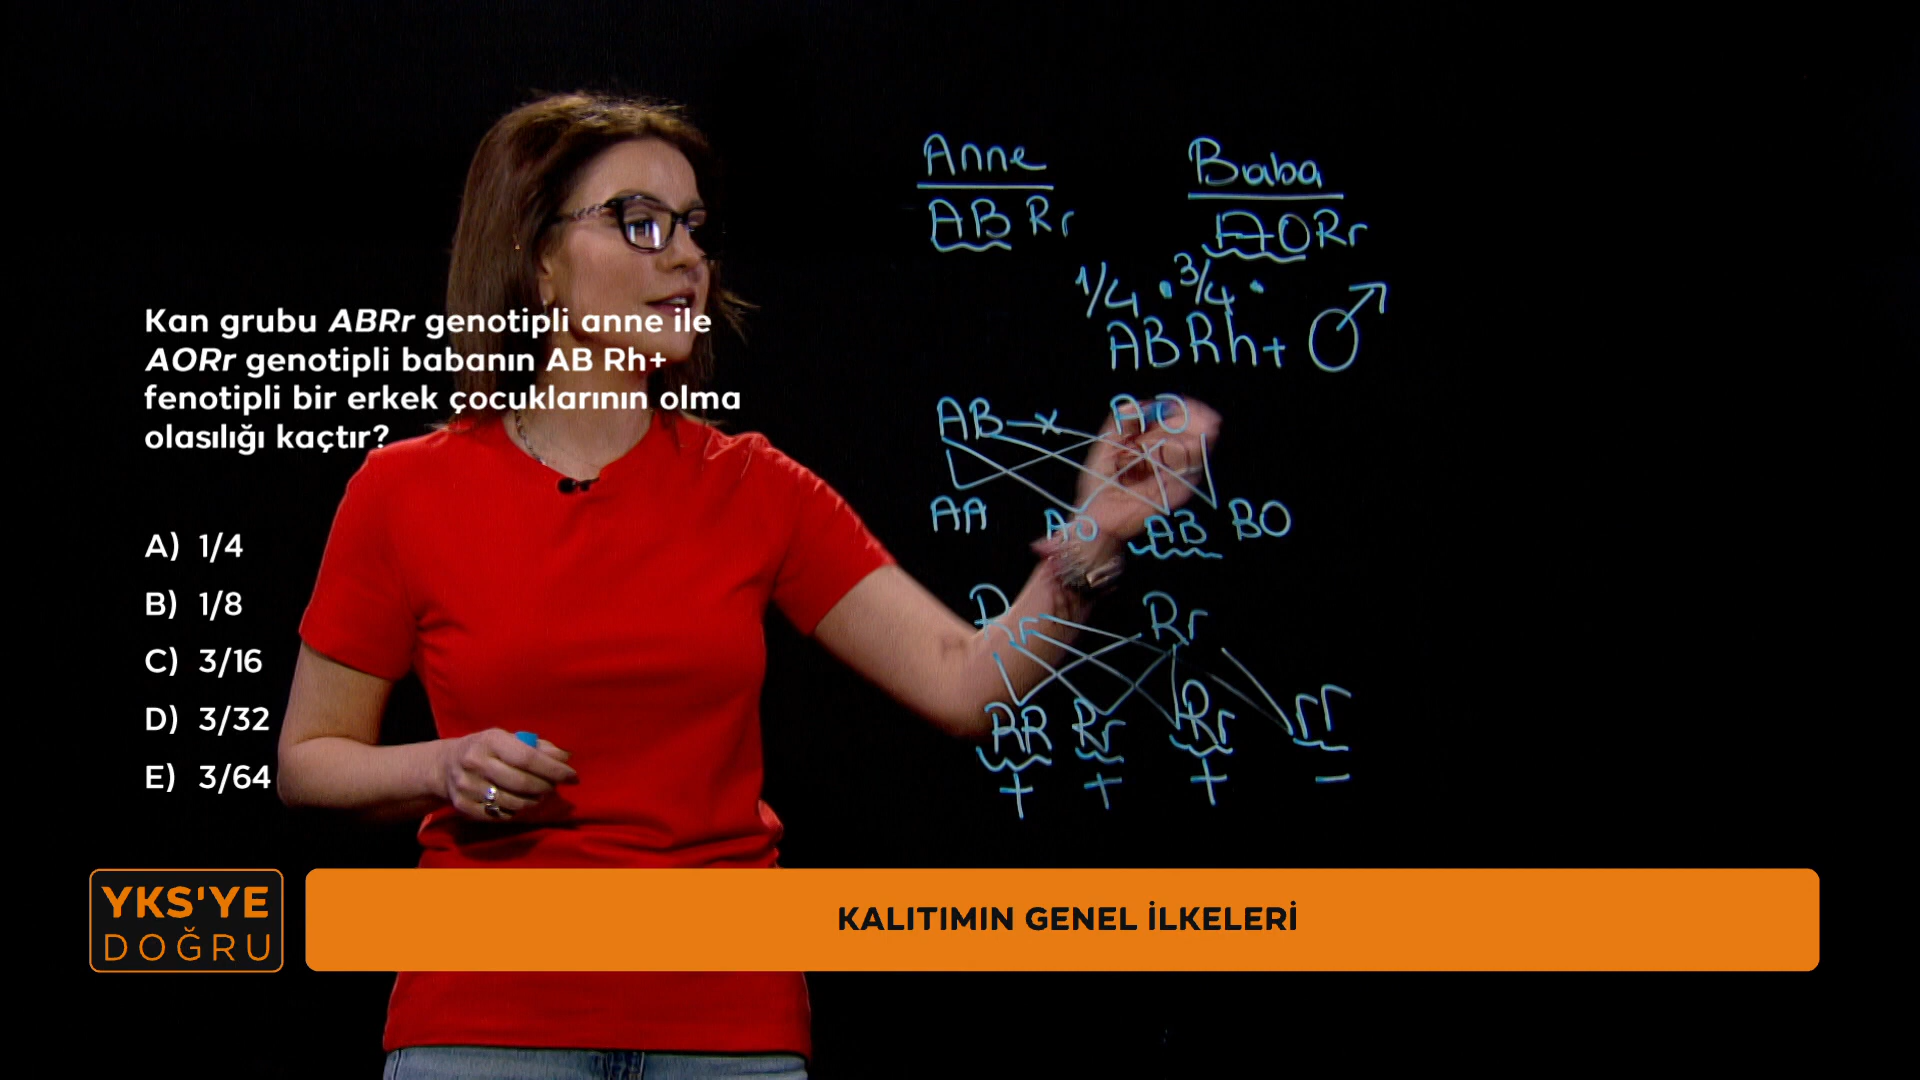 Kan grubu ABRr genotipli anne ile
AORr genotipli babanın AB Rh+
fenotipli bir erkek çocuklarının olma
olasılığı kaçtır?
A) 1/4
B) 1/8
C) 3/16
D) 3/32
E) 3/64
Anne Baba
ABRr AORr
1/4 · 3/4 ·
ABRh+ ♂
AB x AO
AA AO AB BO
Rr Rr
RR Rr Rr rr
+ + + -
YKS'YE
DOĞRU
KALITIMIN GENEL İLKELERİ